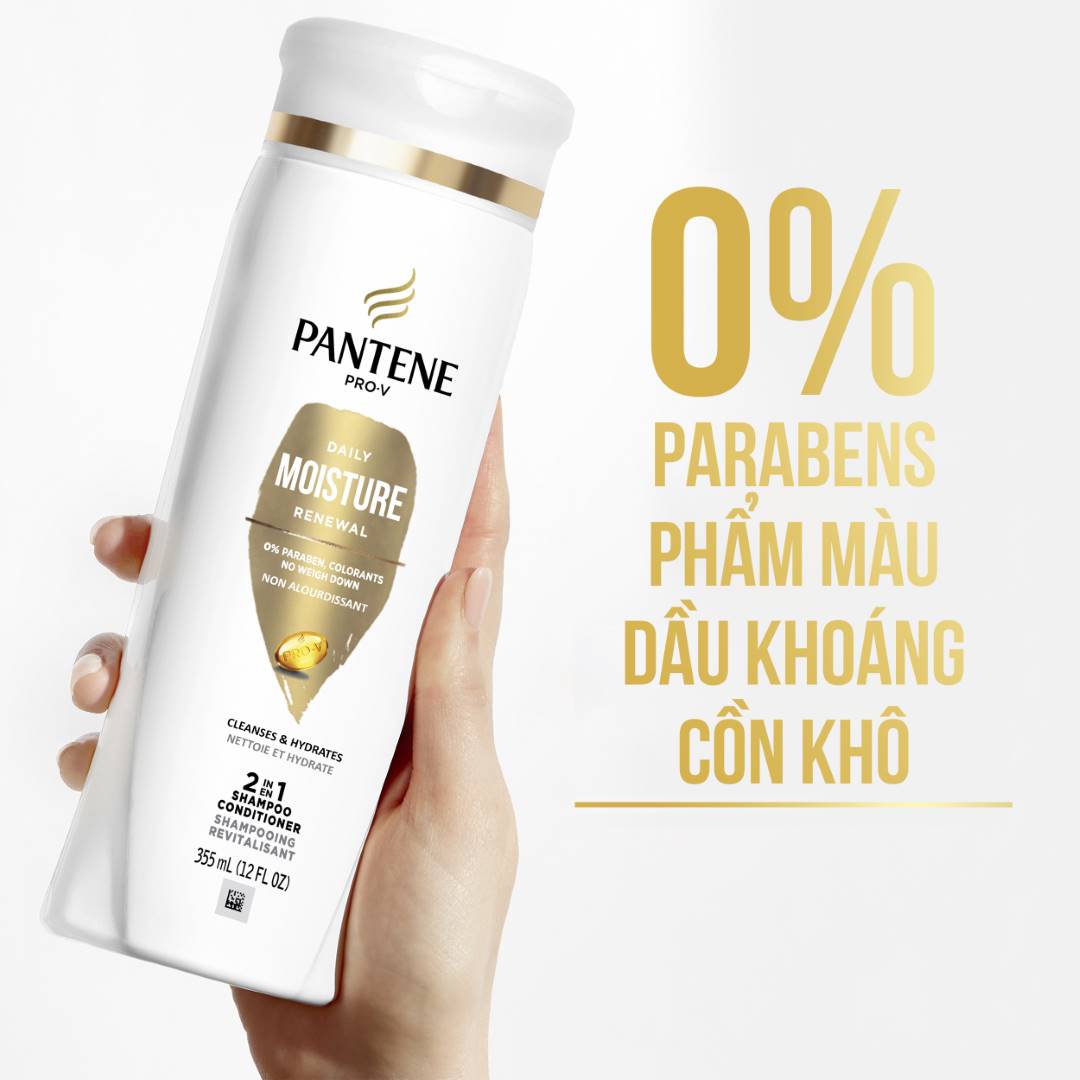 PANTENE
PRO-V
DAILY
MOISTURE
RENEWAL
0% PARABEN, COLORANTS
NO WEIGH DOWN
NON ALOURDISSANT
PRO-V
CLEANSES & HYDRATES
NETTOIE ET HYDRATE
2 IN EN 1
SHAMPOO
CONDITIONER
SHAMPOOING
REVITALISANT
355 mL (12 FL OZ)
0%
PARABENS
PHẨM MÀU
DẦU KHOÁNG
CỒN KHÔ